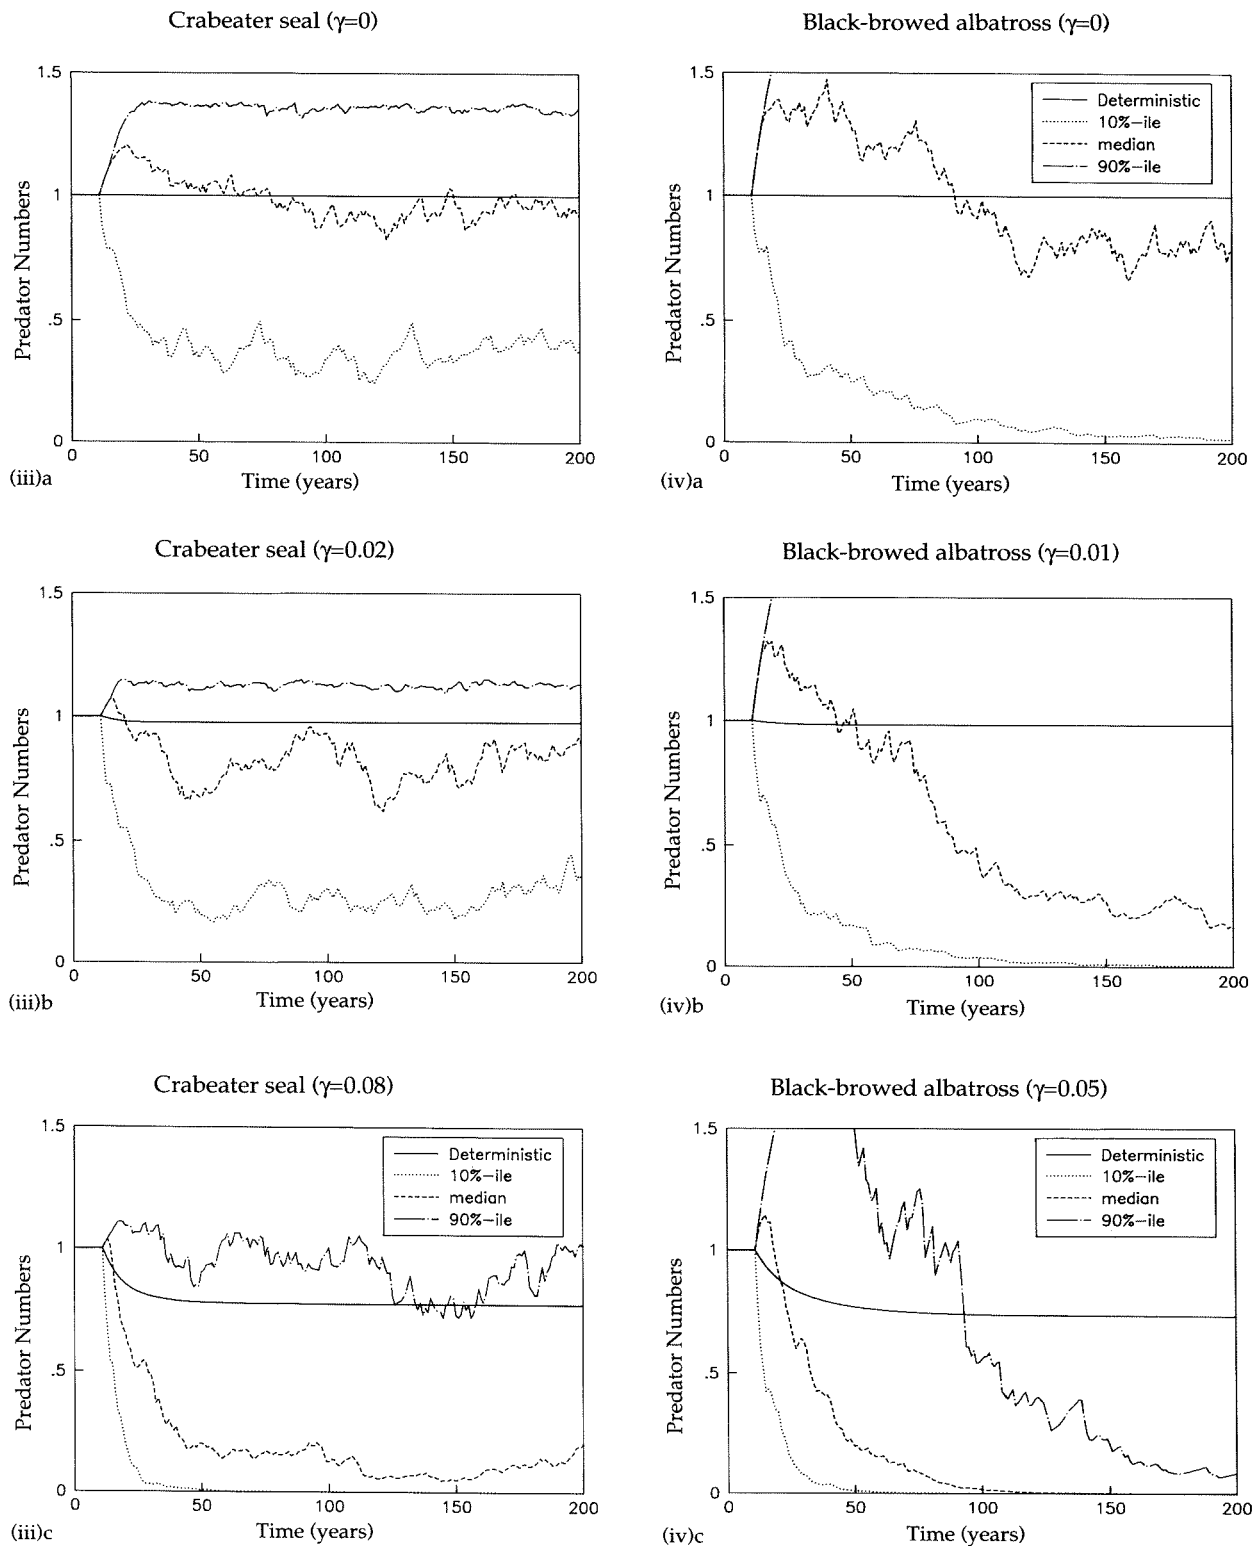 Crabeater seal (γ=0)
1.5
1
.5
0
0 50 100 150 200
Predator Numbers
Time (years)
(iii)a
Black-browed albatross (γ=0)
1.5
1
.5
0
0 50 100 150 200
Predator Numbers
Time (years)
Deterministic
10%-ile
median
90%-ile
(iv)a
Crabeater seal (γ=0.02)
1.5
1
.5
0
0 50 100 150 200
Predator Numbers
Time (years)
(iii)b
Black-browed albatross (γ=0.01)
1.5
1
.5
0
0 50 100 150 200
Predator Numbers
Time (years)
(iv)b
Crabeater seal (γ=0.08)
1.5
1
.5
0
0 50 100 150 200
Predator Numbers
Time (years)
Deterministic
10%-ile
median
90%-ile
(iii)c
Black-browed albatross (γ=0.05)
1.5
1
.5
0
0 50 100 150 200
Predator Numbers
Time (years)
Deterministic
10%-ile
median
90%-ile
(iv)c